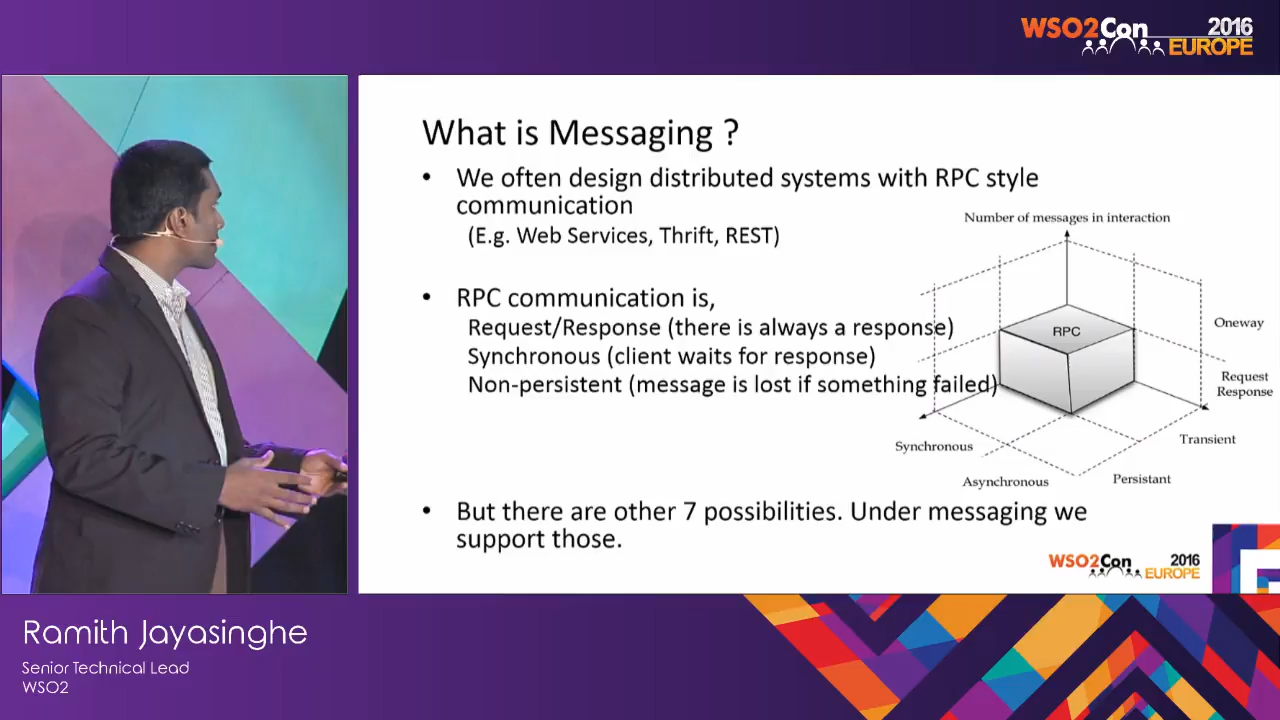 WSO2Con 2016
EUROPE
What is Messaging ?
• We often design distributed systems with RPC style
communication
(E.g. Web Services, Thrift, REST)
• RPC communication is,
Request/Response (there is always a response)
Synchronous (client waits for response)
Non-persistent (message is lost if something failed)
Number of messages in interaction
RPC
Oneway
Request
Response
Synchronous
Transient
Asynchronous
Persistant
• But there are other 7 possibilities. Under messaging we
support those.
WSO2Con 2016
EUROPE
Ramith Jayasinghe
Senior Technical Lead
WSO2